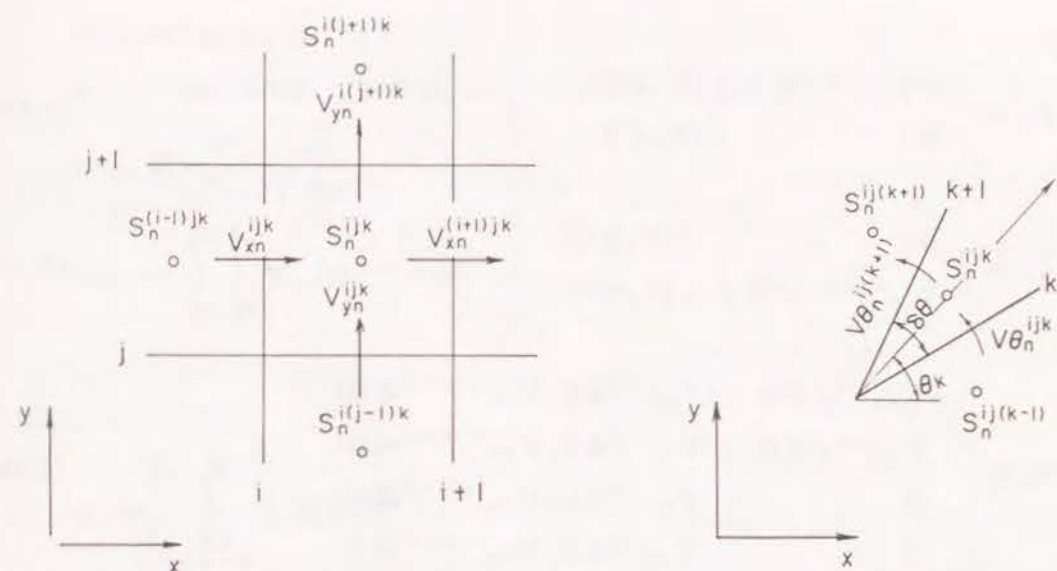 S_n^{i(j+1)k}
V_{yn}^{i(j+1)k}
j+1
S_n^{(i-1)jk}
V_{xn}^{ijk}
S_n^{ijk}
V_{xn}^{(i+1)jk}
V_{yn}^{ijk}
j
S_n^{i(j-1)k}
i
i+1
y
x
S_n^{ij(k+1)}
k+1
Vθ_n^{ij(k+1)}
S_n^{ijk}
δθ
k
Vθ_n^{ijk}
θ^k
S_n^{ij(k-1)}
y
x